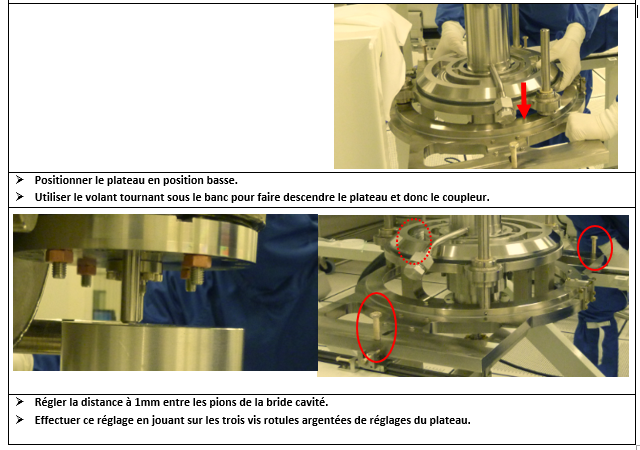 ➢ Positionner le plateau en position basse.
➢ Utiliser le volant tournant sous le banc pour faire descendre le plateau et donc le coupleur.
➢ Régler la distance à 1mm entre les pions de la bride cavité.
➢ Effectuer ce réglage en jouant sur les trois vis rotules argentées de réglages du plateau.